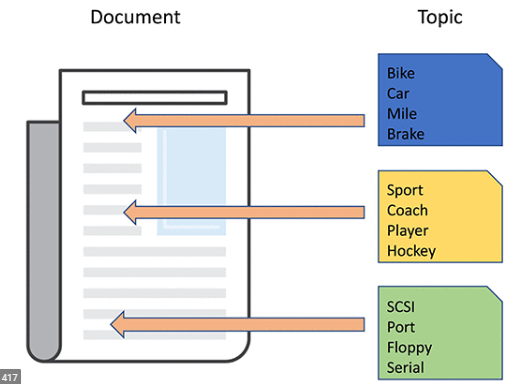 Document
Topic
Bike
Car
Mile
Brake
Sport
Coach
Player
Hockey
SCSI
Port
Floppy
Serial
417